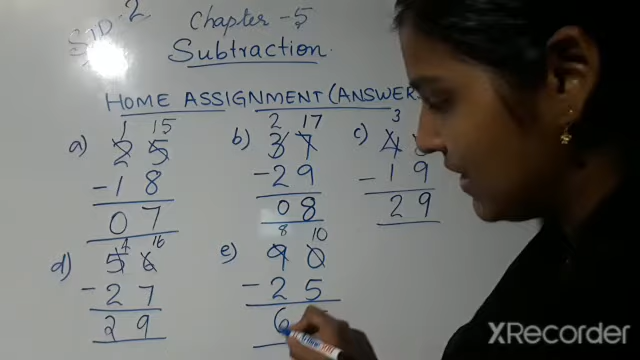 STD-2
Chapter -5
Subtraction.
HOME ASSIGNMENT (ANSWER
1 15
a) 2 5
- 1 8
0 7
2 17
b) 3 7
- 2 9
0 8
3
c) 4
- 1 9
2 9
4 16
d) 5 6
- 2 7
2 9
8 10
e) 9 0
- 2 5
6
XRecorder